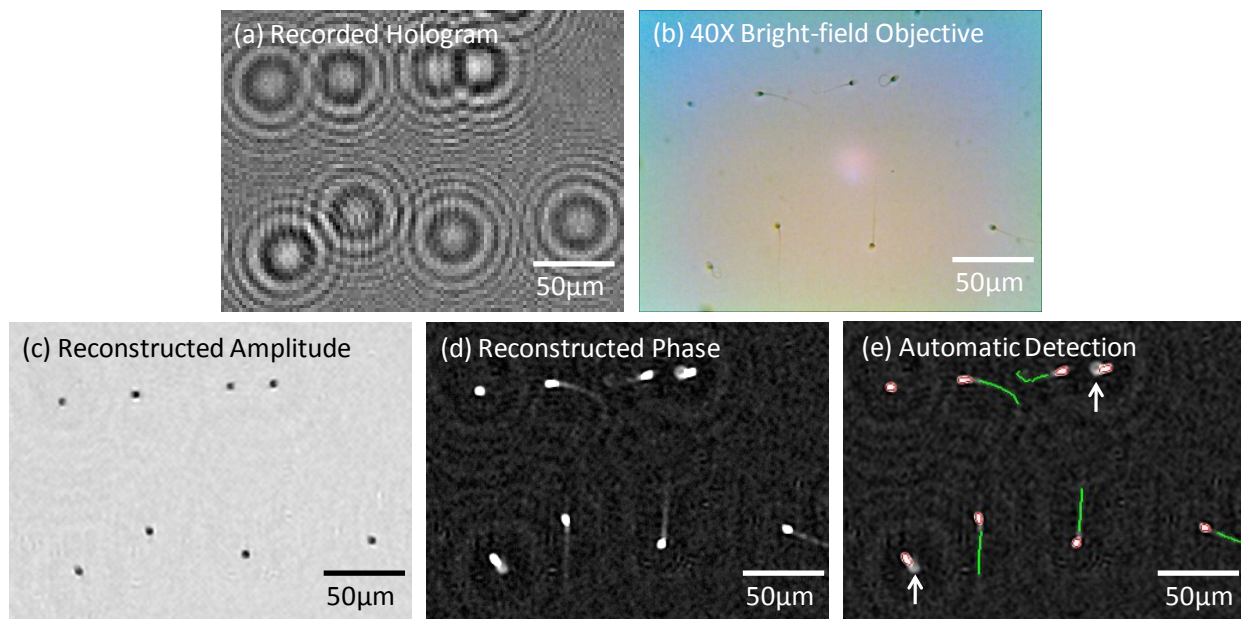 (a) Recorded Hologram
(b) 40X Bright-field Objective
50µm
50µm
(c) Reconstructed Amplitude
(d) Reconstructed Phase
(e) Automatic Detection
50µm
50µm
50µm